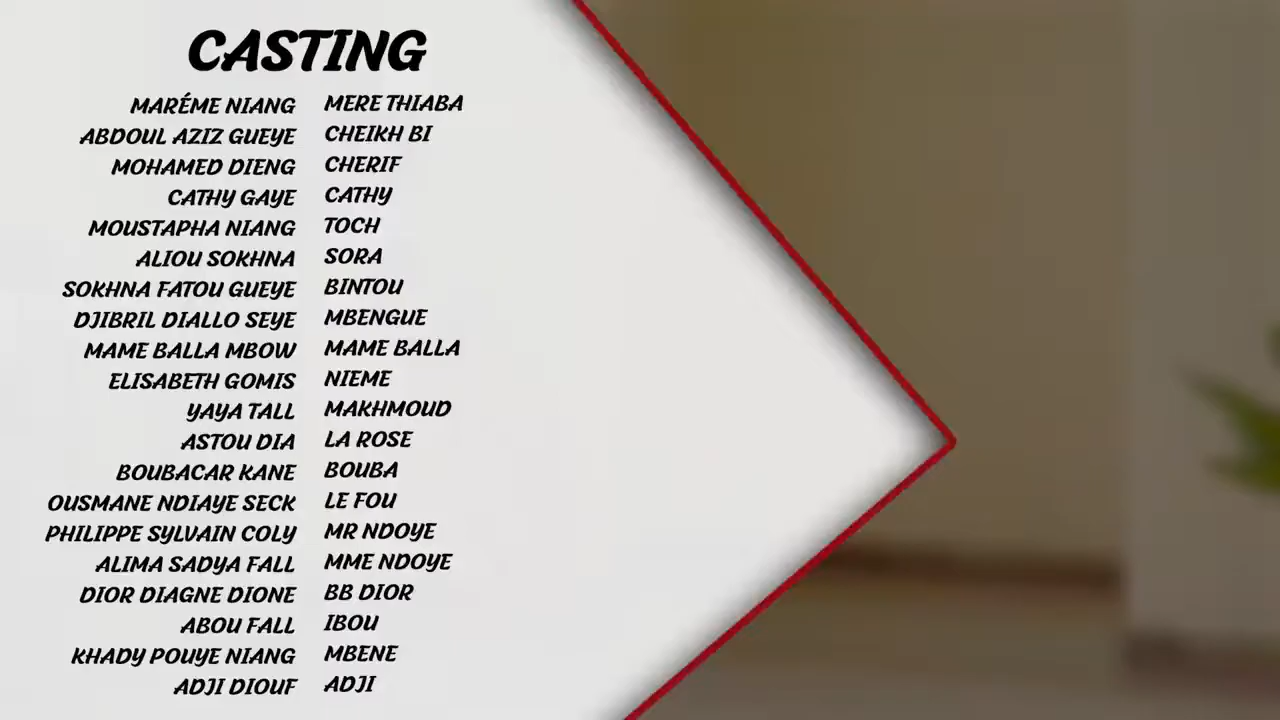 CASTING
MARÉME NIANG MERE THIABA
ABDOUL AZIZ GUEYE CHEIKH BI
MOHAMED DIENG CHERIF
CATHY GAYE CATHY
MOUSTAPHA NIANG TOCH
ALIOU SOKHNA SORA
SOKHNA FATOU GUEYE BINTOU
DJIBRIL DIALLO SEYE MBENGUE
MAME BALLA MBOW MAME BALLA
ELISABETH GOMIS NIEME
YAYA TALL MAKHMOUD
ASTOU DIA LA ROSE
BOUBACAR KANE BOUBA
OUSMANE NDIAYE SECK LE FOU
PHILIPPE SYLVAIN COLY MR NDOYE
ALIMA SADYA FALL MME NDOYE
DIOR DIAGNE DIONE BB DIOR
ABOU FALL IBOU
KHADY POUYE NIANG MBENE
ADJI DIOUF ADJI